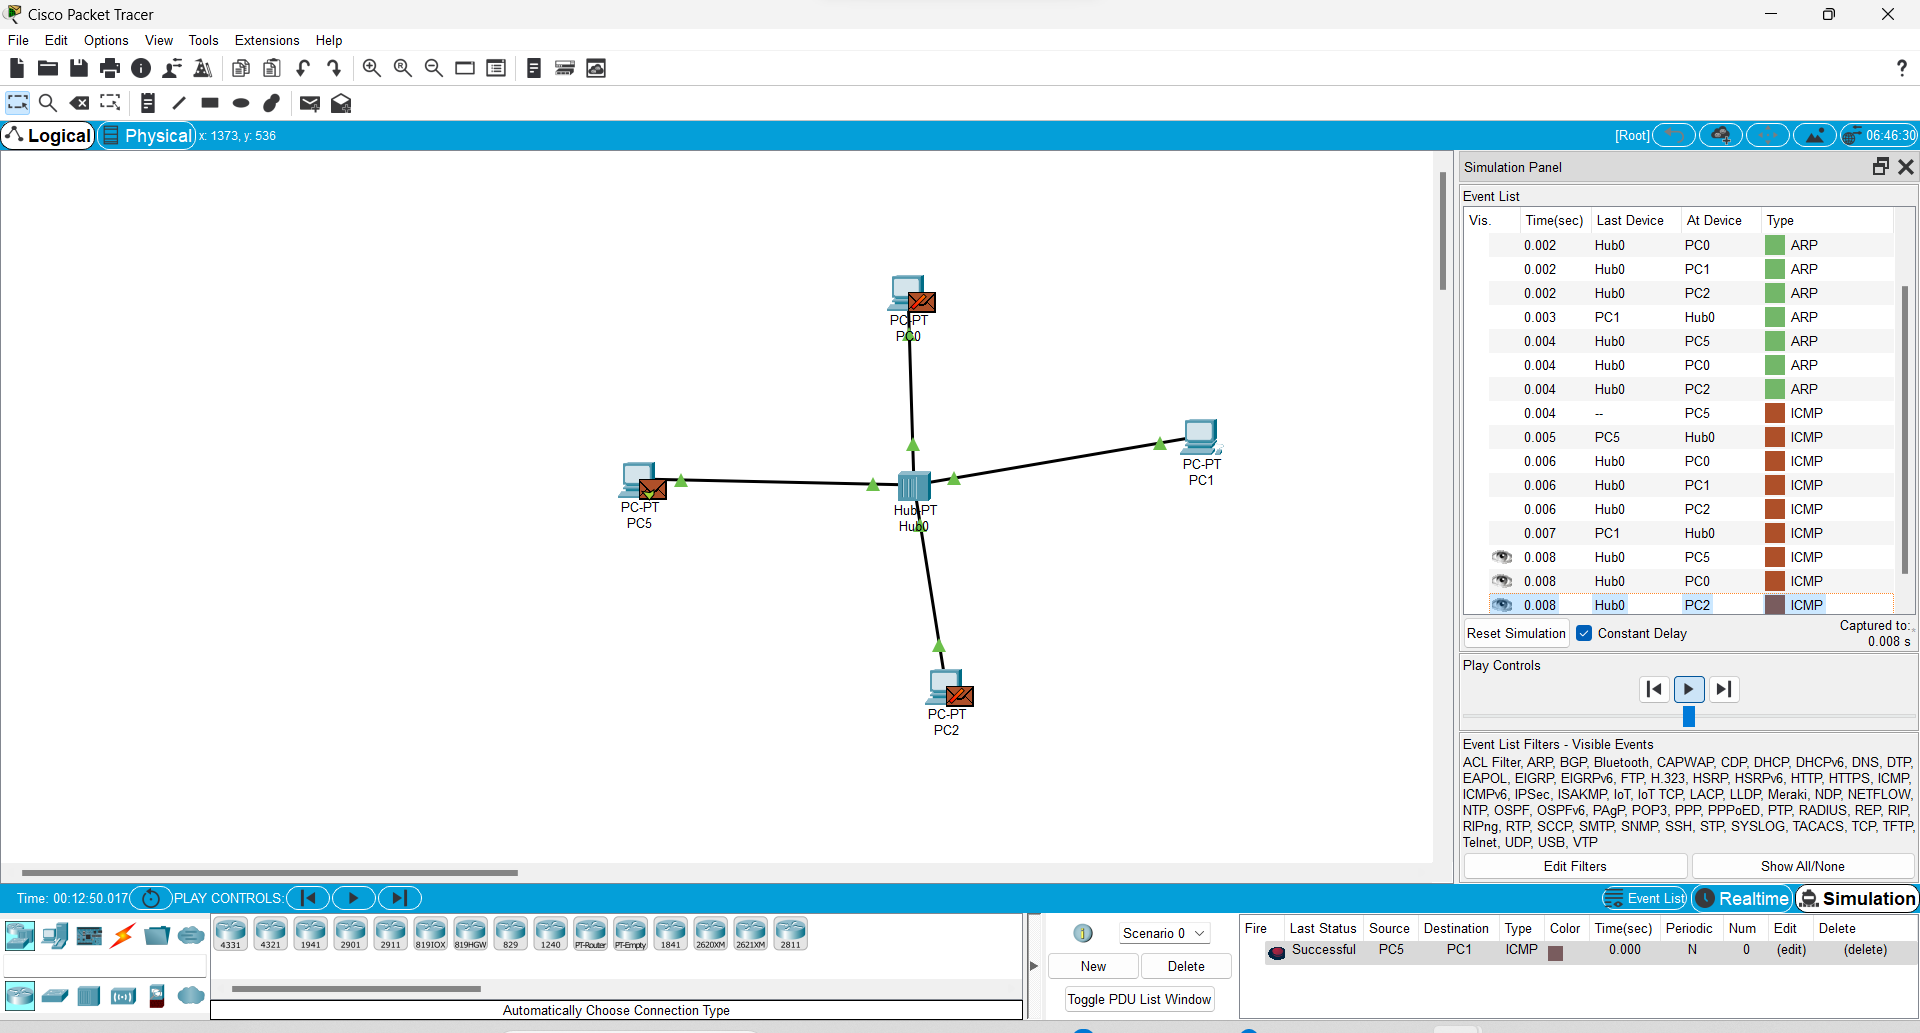 Cisco Packet Tracer
File Edit Options View Tools Extensions Help
?
Logical Physical x: 1373, y: 536 [Root] 06:46:30
Simulation Panel
Event List
Vis. Time(sec) Last Device At Device Type
0.002 Hub0 PC0 ARP
0.002 Hub0 PC1 ARP
0.002 Hub0 PC2 ARP
0.003 PC1 Hub0 ARP
0.004 Hub0 PC5 ARP
0.004 Hub0 PC0 ARP
0.004 Hub0 PC2 ARP
0.004 -- PC5 ICMP
0.005 PC5 Hub0 ICMP
0.006 Hub0 PC0 ICMP
0.006 Hub0 PC1 ICMP
0.006 Hub0 PC2 ICMP
0.007 PC1 Hub0 ICMP
0.008 Hub0 PC5 ICMP
0.008 Hub0 PC0 ICMP
0.008 Hub0 PC2 ICMP
Reset Simulation Constant Delay Captured to:
0.008 s
Play Controls
Event List Filters - Visible Events
ACL Filter, ARP, BGP, Bluetooth, CAPWAP, CDP, DHCP, DHCPv6, DNS, DTP,
EAPOL, EIGRP, EIGRPv6, FTP, H.323, HSRP, HSRPv6, HTTP, HTTPS, ICMP,
ICMPv6, IPSec, ISAKMP, IoT, IoT TCP, LACP, LLDP, Meraki, NDP, NETFLOW,
NTP, OSPF, OSPFv6, PAgP, POP3, PPP, PPPoED, PTP, RADIUS, REP, RIP,
RIPng, RTP, SCCP, SMTP, SNMP, SSH, STP, SYSLOG, TACACS, TCP, TFTP,
Telnet, UDP, USB, VTP
Edit Filters Show All/None
PC-PT
PC0
PC-PT
PC1
PC-PT
PC5
Hub-PT
Hub0
PC-PT
PC2
Time: 00:12:50.017 PLAY CONTROLS: Event List Realtime Simulation
4331 4321 1941 2901 2911 819IOX 819HGW 829 1240 PT-Router PT-Empty 1841 2620XM 2621XM 2811
Automatically Choose Connection Type
Scenario 0
New Delete
Toggle PDU List Window
Fire Last Status Source Destination Type Color Time(sec) Periodic Num Edit Delete
Successful PC5 PC1 ICMP 0.000 N 0 (edit) (delete)